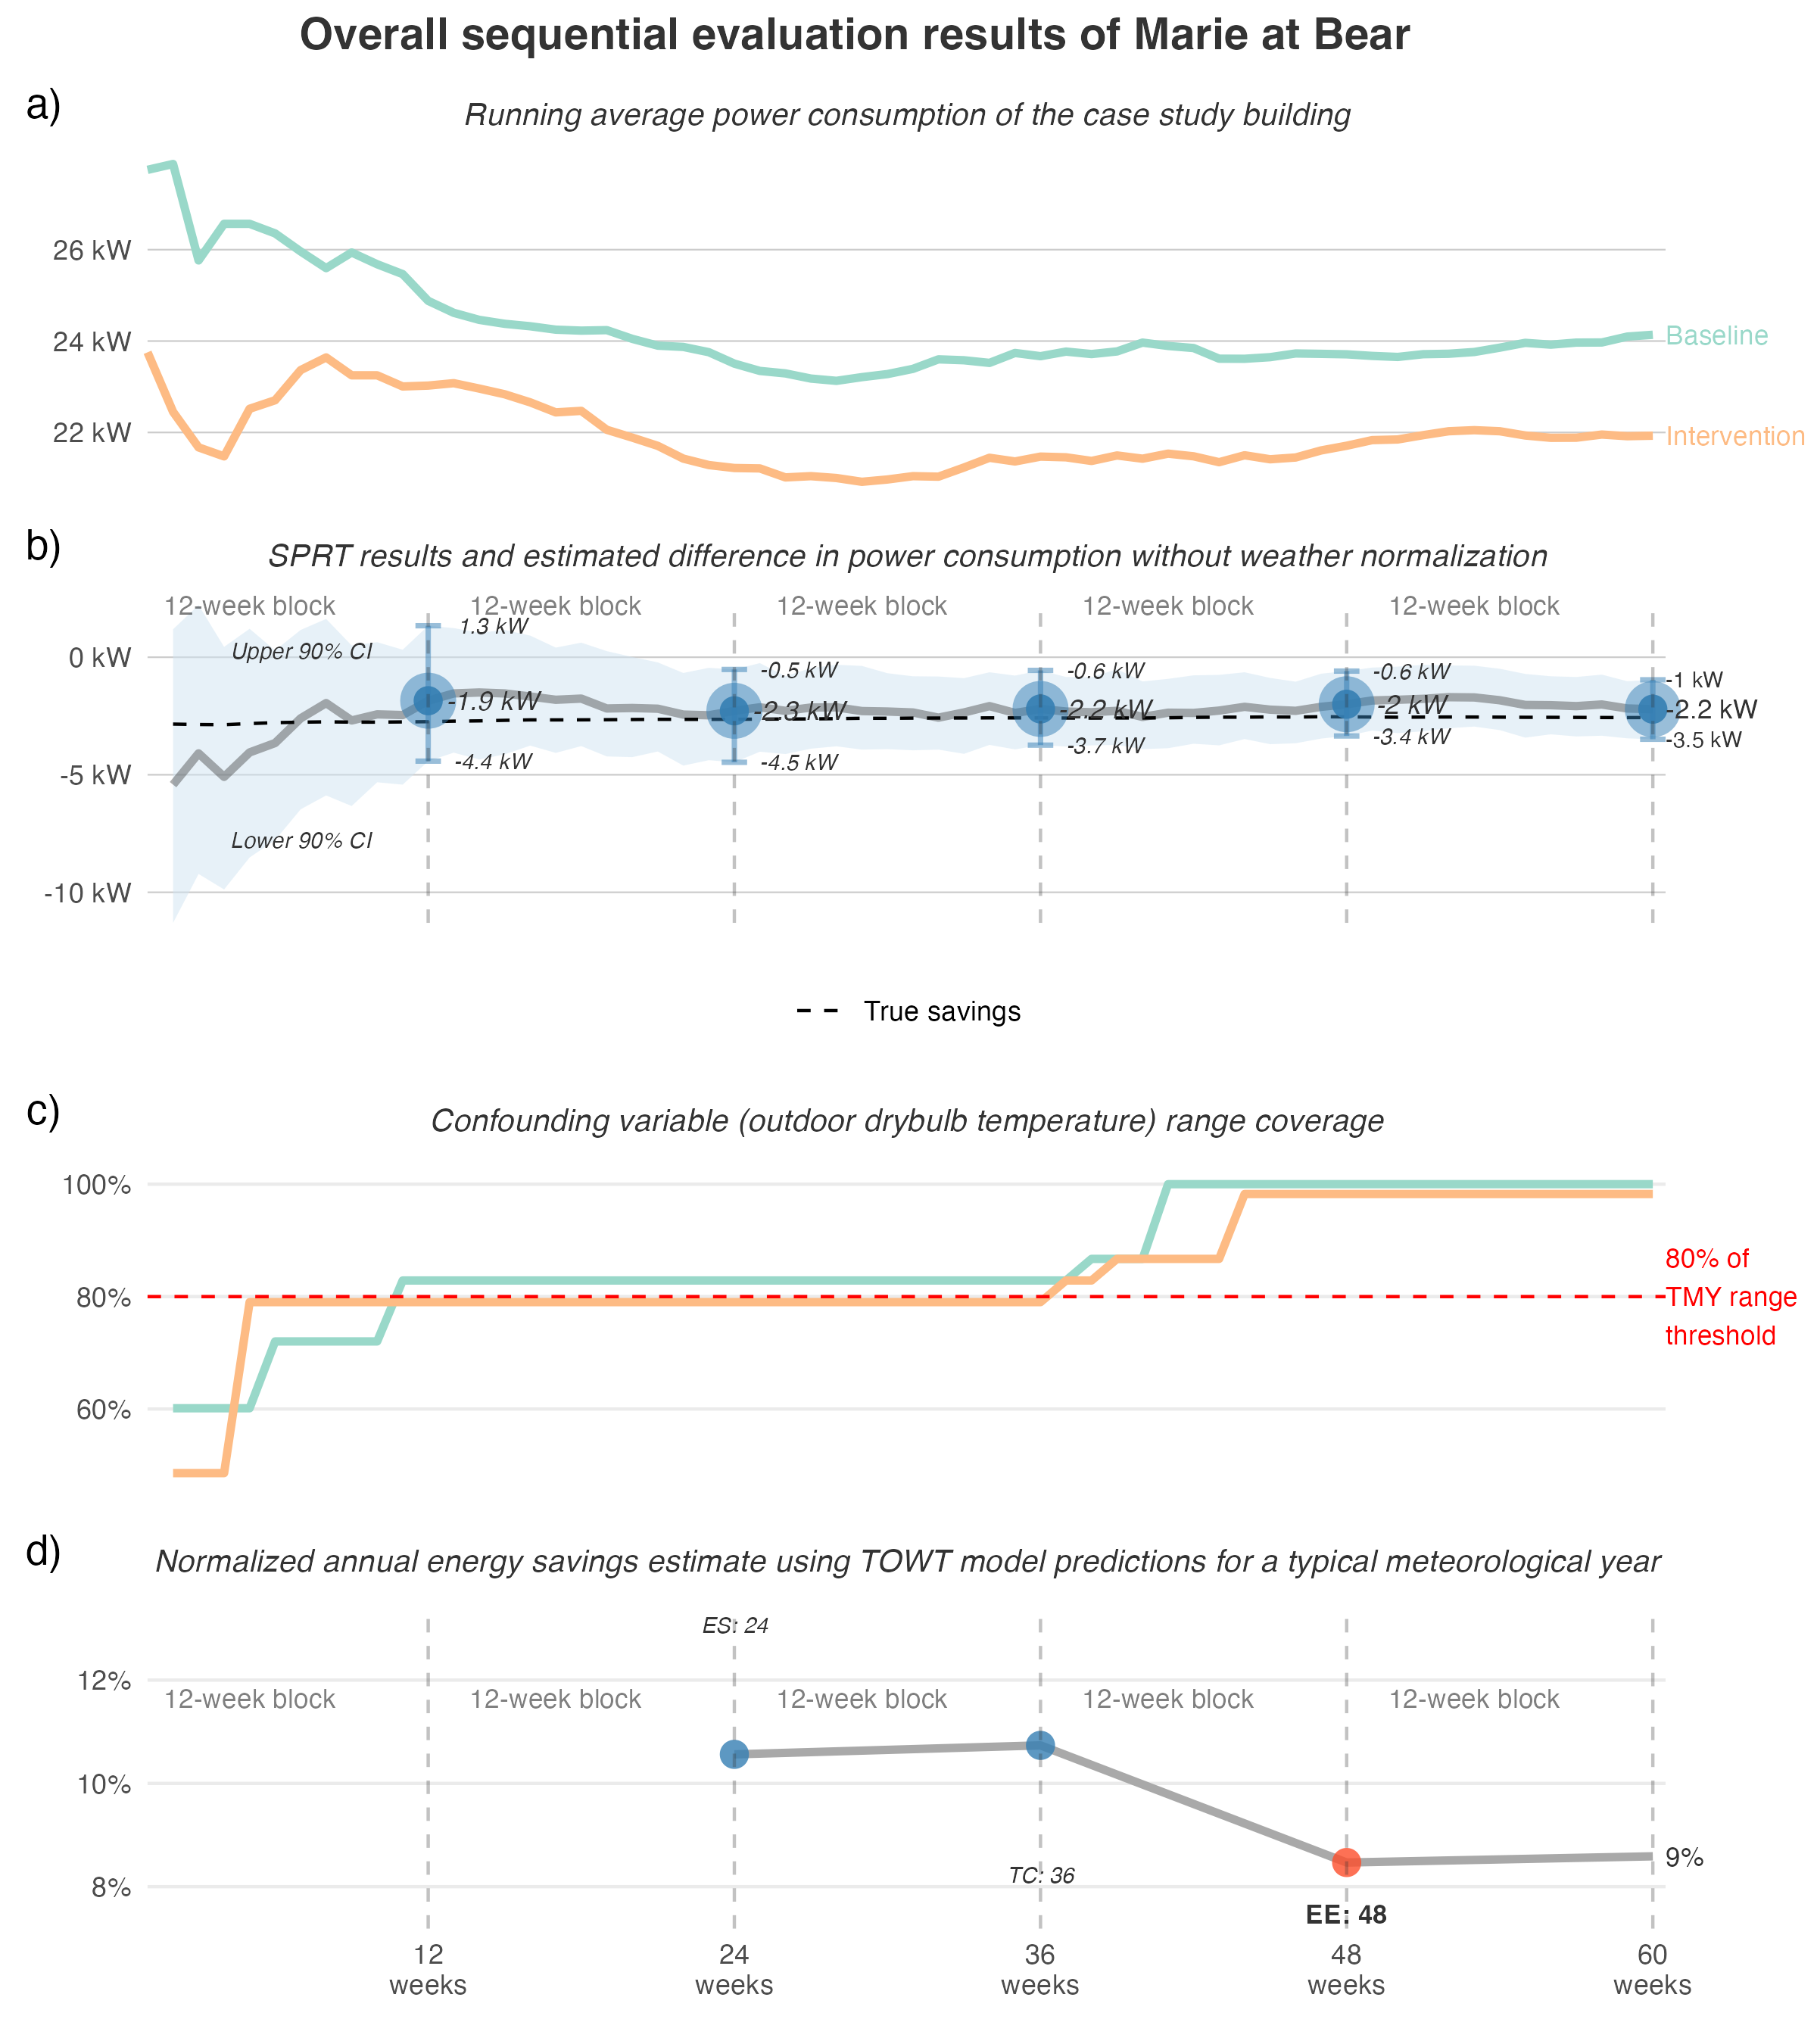 Overall sequential evaluation results of Marie at Bear
a)
Running average power consumption of the case study building
26 kW
24 kW
22 kW
Baseline
Intervention
b)
SPRT results and estimated difference in power consumption without weather normalization
12-week block 12-week block 12-week block 12-week block 12-week block
0 kW
-5 kW
-10 kW
Upper 90% CI
Lower 90% CI
1.3 kW
-1.9 kW
-4.4 kW
-0.5 kW
-2.3 kW
-4.5 kW
-0.6 kW
-2.2 kW
-3.7 kW
-0.6 kW
-2 kW
-3.4 kW
-1 kW
-2.2 kW
-3.5 kW
True savings
c)
Confounding variable (outdoor drybulb temperature) range coverage
100%
80%
60%
80% of
TMY range
threshold
d)
Normalized annual energy savings estimate using TOWT model predictions for a typical meteorological year
ES: 24
12%
10%
8%
12-week block 12-week block 12-week block 12-week block 12-week block
9%
TC: 36
EE: 48
12
weeks
24
weeks
36
weeks
48
weeks
60
weeks